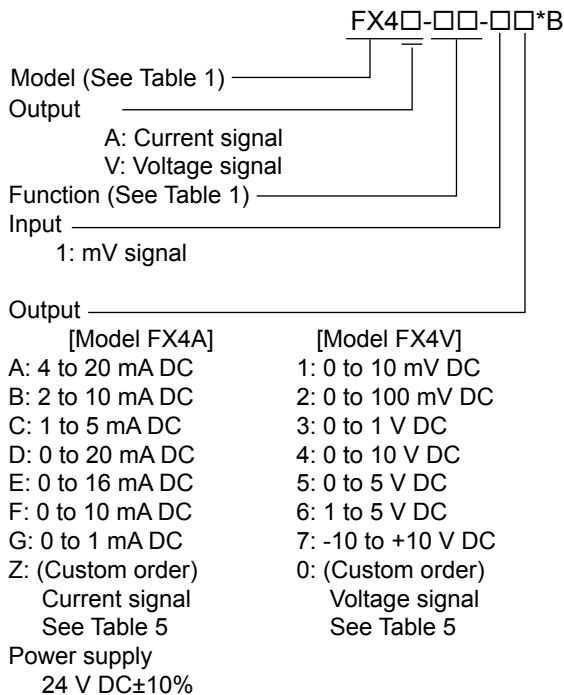 FX4□-□□-□□*B
Model (See Table 1)
Output
A: Current signal
V: Voltage signal
Function (See Table 1)
Input
1: mV signal
Output
[Model FX4A] [Model FX4V]
A: 4 to 20 mA DC 1: 0 to 10 mV DC
B: 2 to 10 mA DC 2: 0 to 100 mV DC
C: 1 to 5 mA DC 3: 0 to 1 V DC
D: 0 to 20 mA DC 4: 0 to 10 V DC
E: 0 to 16 mA DC 5: 0 to 5 V DC
F: 0 to 10 mA DC 6: 1 to 5 V DC
G: 0 to 1 mA DC 7: -10 to +10 V DC
Z: (Custom order) 0: (Custom order)
Current signal Voltage signal
See Table 5 See Table 5
Power supply
24 V DC±10%